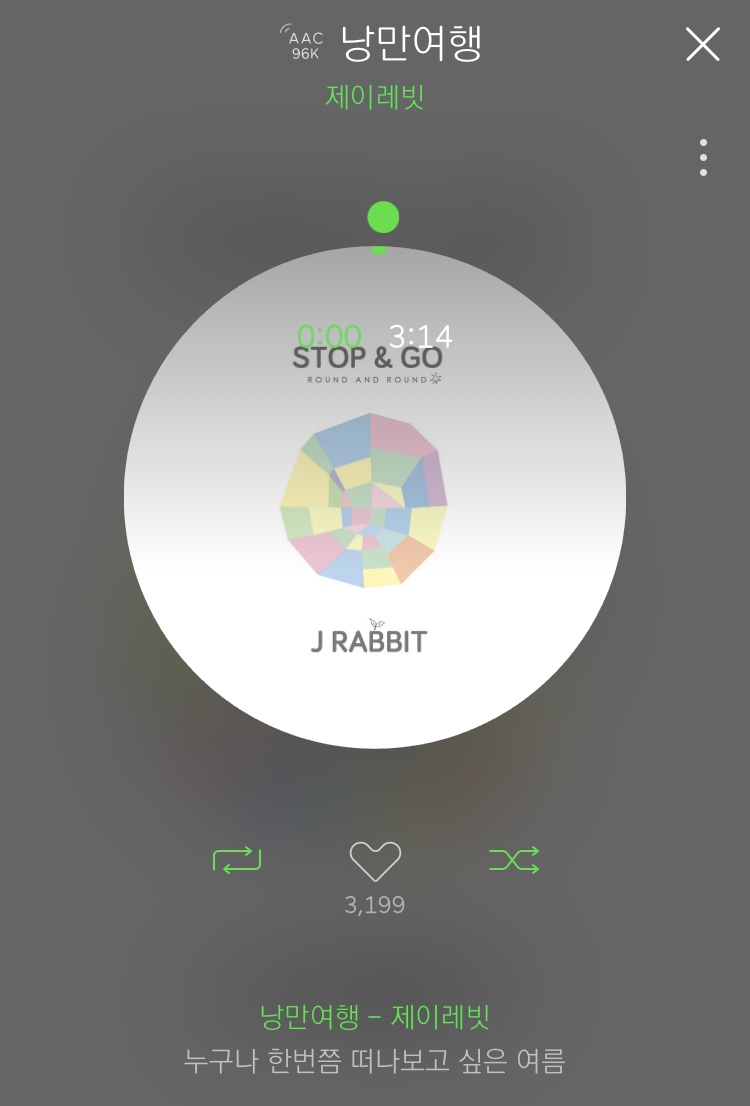 AAC
96K
낭만여행
제이레빗
0:00 3:14
STOP & GO
ROUND AND ROUND
J RABBIT
3,199
낭만여행 – 제이레빗
누구나 한번쯤 떠나보고 싶은 여름